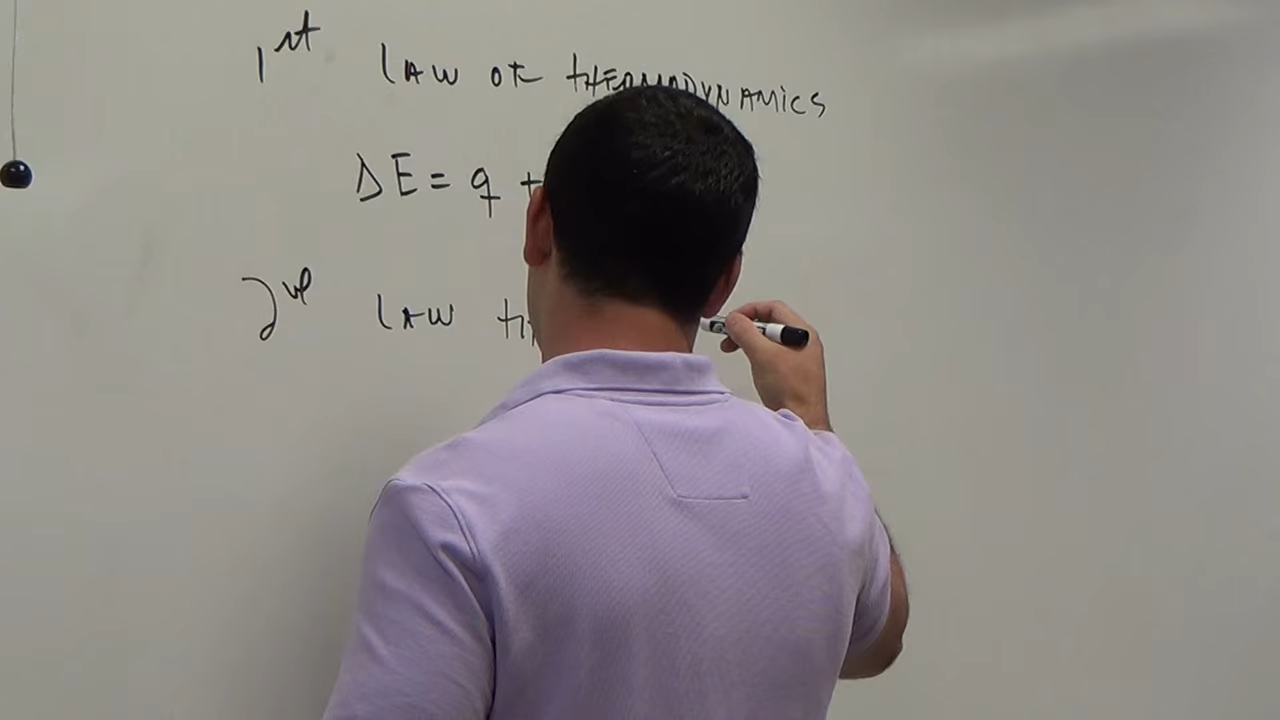 1st LAW OF THERMODYNAMICS
ΔE = q +
2nd LAW